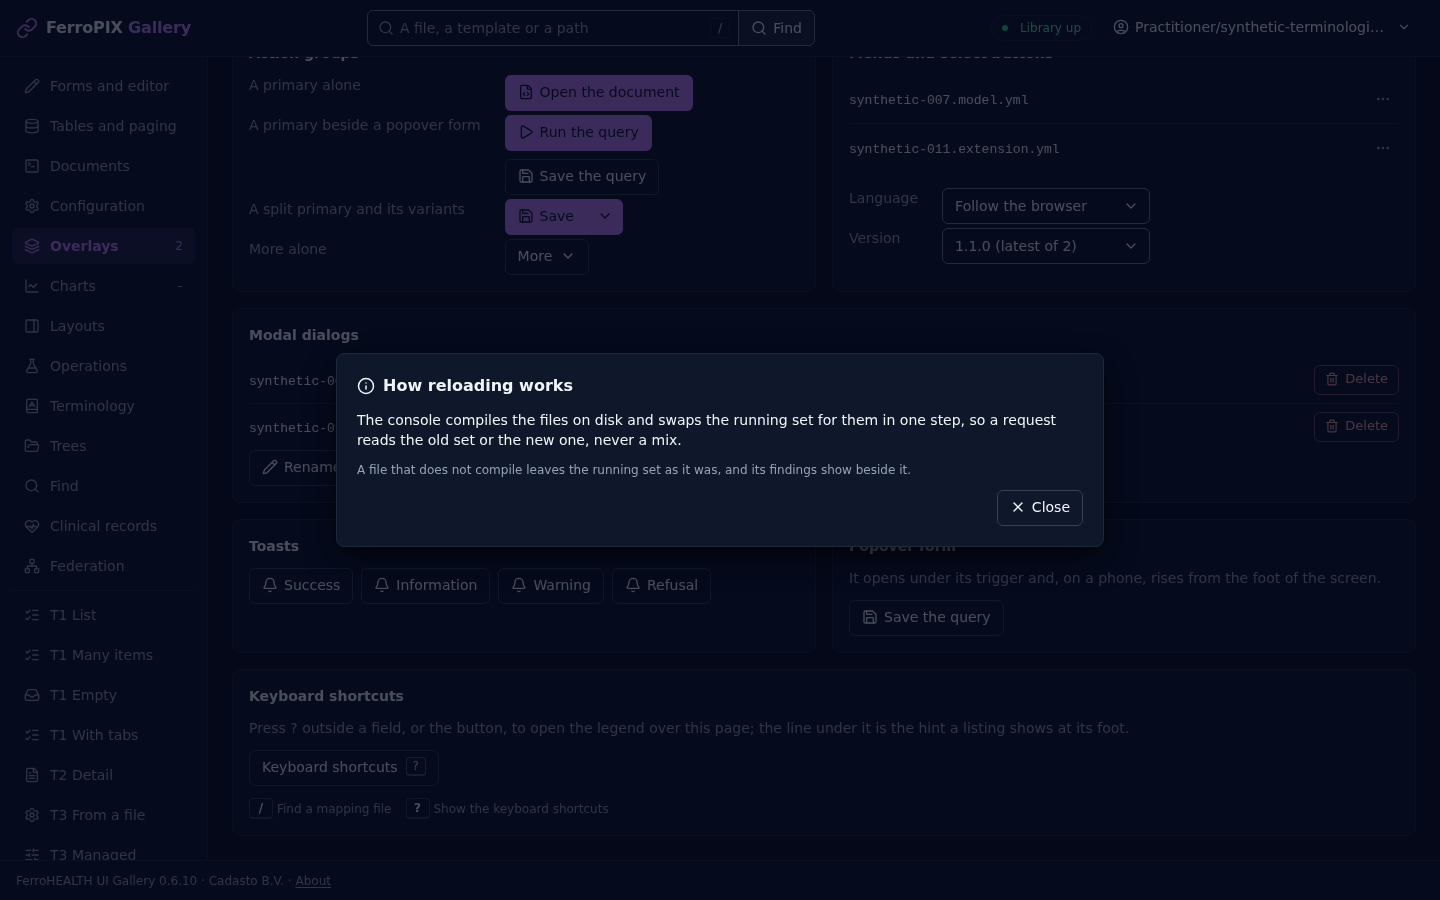 FerroPIX Gallery
A file, a template or a path
/
Find
Library up
Practitioner/synthetic-terminologi…
Forms and editor
Tables and paging
Documents
Configuration
Overlays 2
Charts –
Layouts
Operations
Terminology
Trees
Find
Clinical records
Federation
T1 List
T1 Many items
T1 Empty
T1 With tabs
T2 Detail
T3 From a file
T3 Managed
A primary alone
Open the document
A primary beside a popover form
Run the query
Save the query
A split primary and its variants
Save
More alone
More
synthetic-007.model.yml
synthetic-011.extension.yml
Language
Follow the browser
Version
1.1.0 (latest of 2)
Modal dialogs
Delete
Delete
Rename
How reloading works
The console compiles the files on disk and swaps the running set for them in one step, so a request
reads the old set or the new one, never a mix.
A file that does not compile leaves the running set as it was, and its findings show beside it.
Close
Toasts
Success
Information
Warning
Refusal
Popover form
It opens under its trigger and, on a phone, rises from the foot of the screen.
Save the query
Keyboard shortcuts
Press ? outside a field, or the button, to open the legend over this page; the line under it is the hint a listing shows at its foot.
Keyboard shortcuts ?
/ Find a mapping file ? Show the keyboard shortcuts
FerroHEALTH UI Gallery 0.6.10 · Cadasto B.V. · About